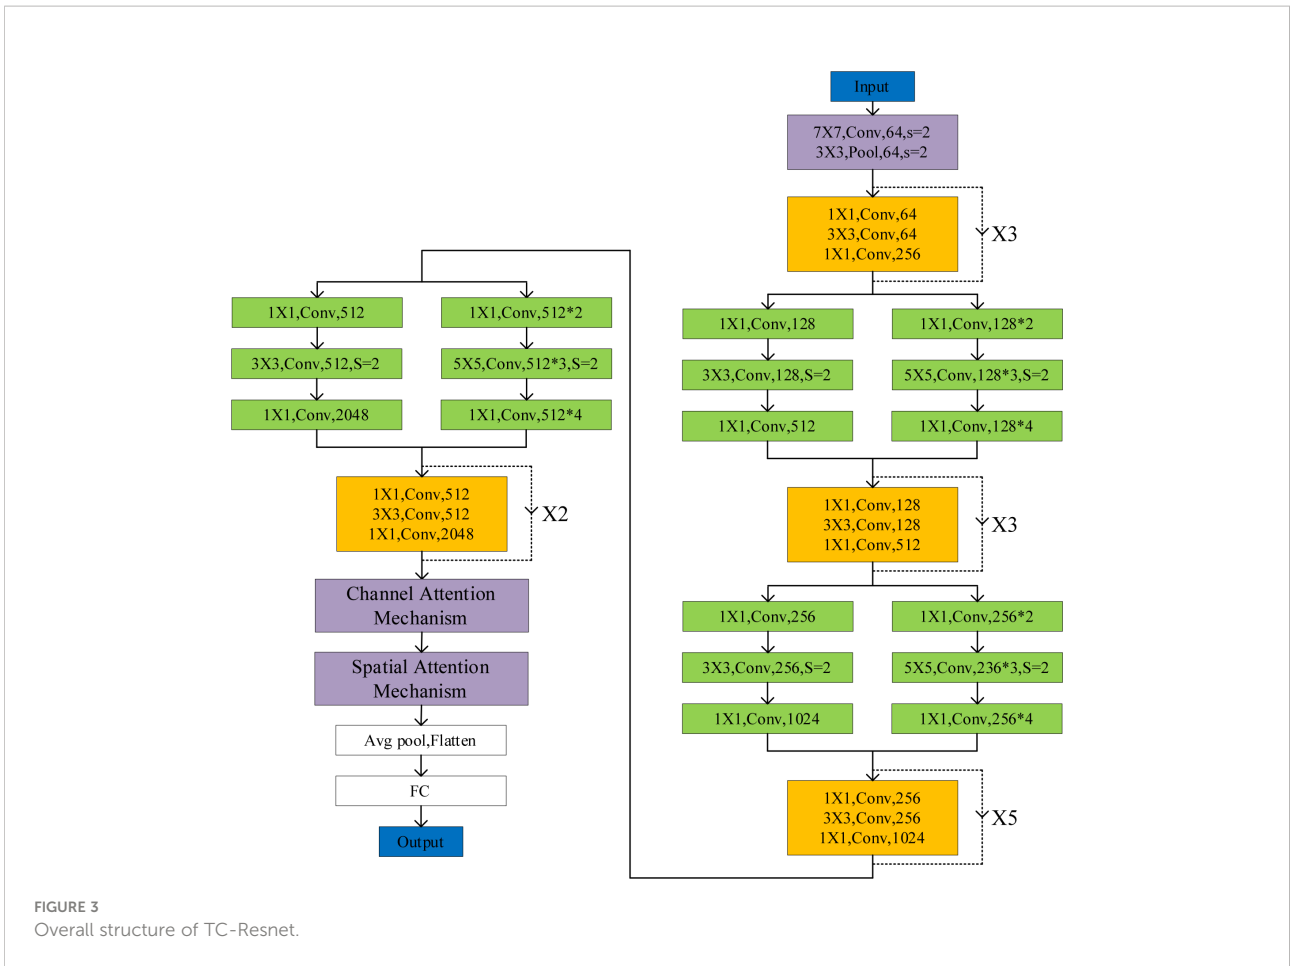 Input
7X7,Conv,64,s=2
3X3,Pool,64,s=2
1X1,Conv,64
3X3,Conv,64
1X1,Conv,256
X3
1X1,Conv,128
3X3,Conv,128,S=2
1X1,Conv,512
1X1,Conv,128*2
5X5,Conv,128*3,S=2
1X1,Conv,128*4
1X1,Conv,128
3X3,Conv,128
1X1,Conv,512
X3
1X1,Conv,256
3X3,Conv,256,S=2
1X1,Conv,1024
1X1,Conv,256*2
5X5,Conv,236*3,S=2
1X1,Conv,256*4
1X1,Conv,256
3X3,Conv,256
1X1,Conv,1024
X5
1X1,Conv,512
3X3,Conv,512,S=2
1X1,Conv,2048
1X1,Conv,512*2
5X5,Conv,512*3,S=2
1X1,Conv,512*4
1X1,Conv,512
3X3,Conv,512
1X1,Conv,2048
X2
Channel Attention
Mechanism
Spatial Attention
Mechanism
Avg pool,Flatten
FC
Output
FIGURE 3
Overall structure of TC-Resnet.